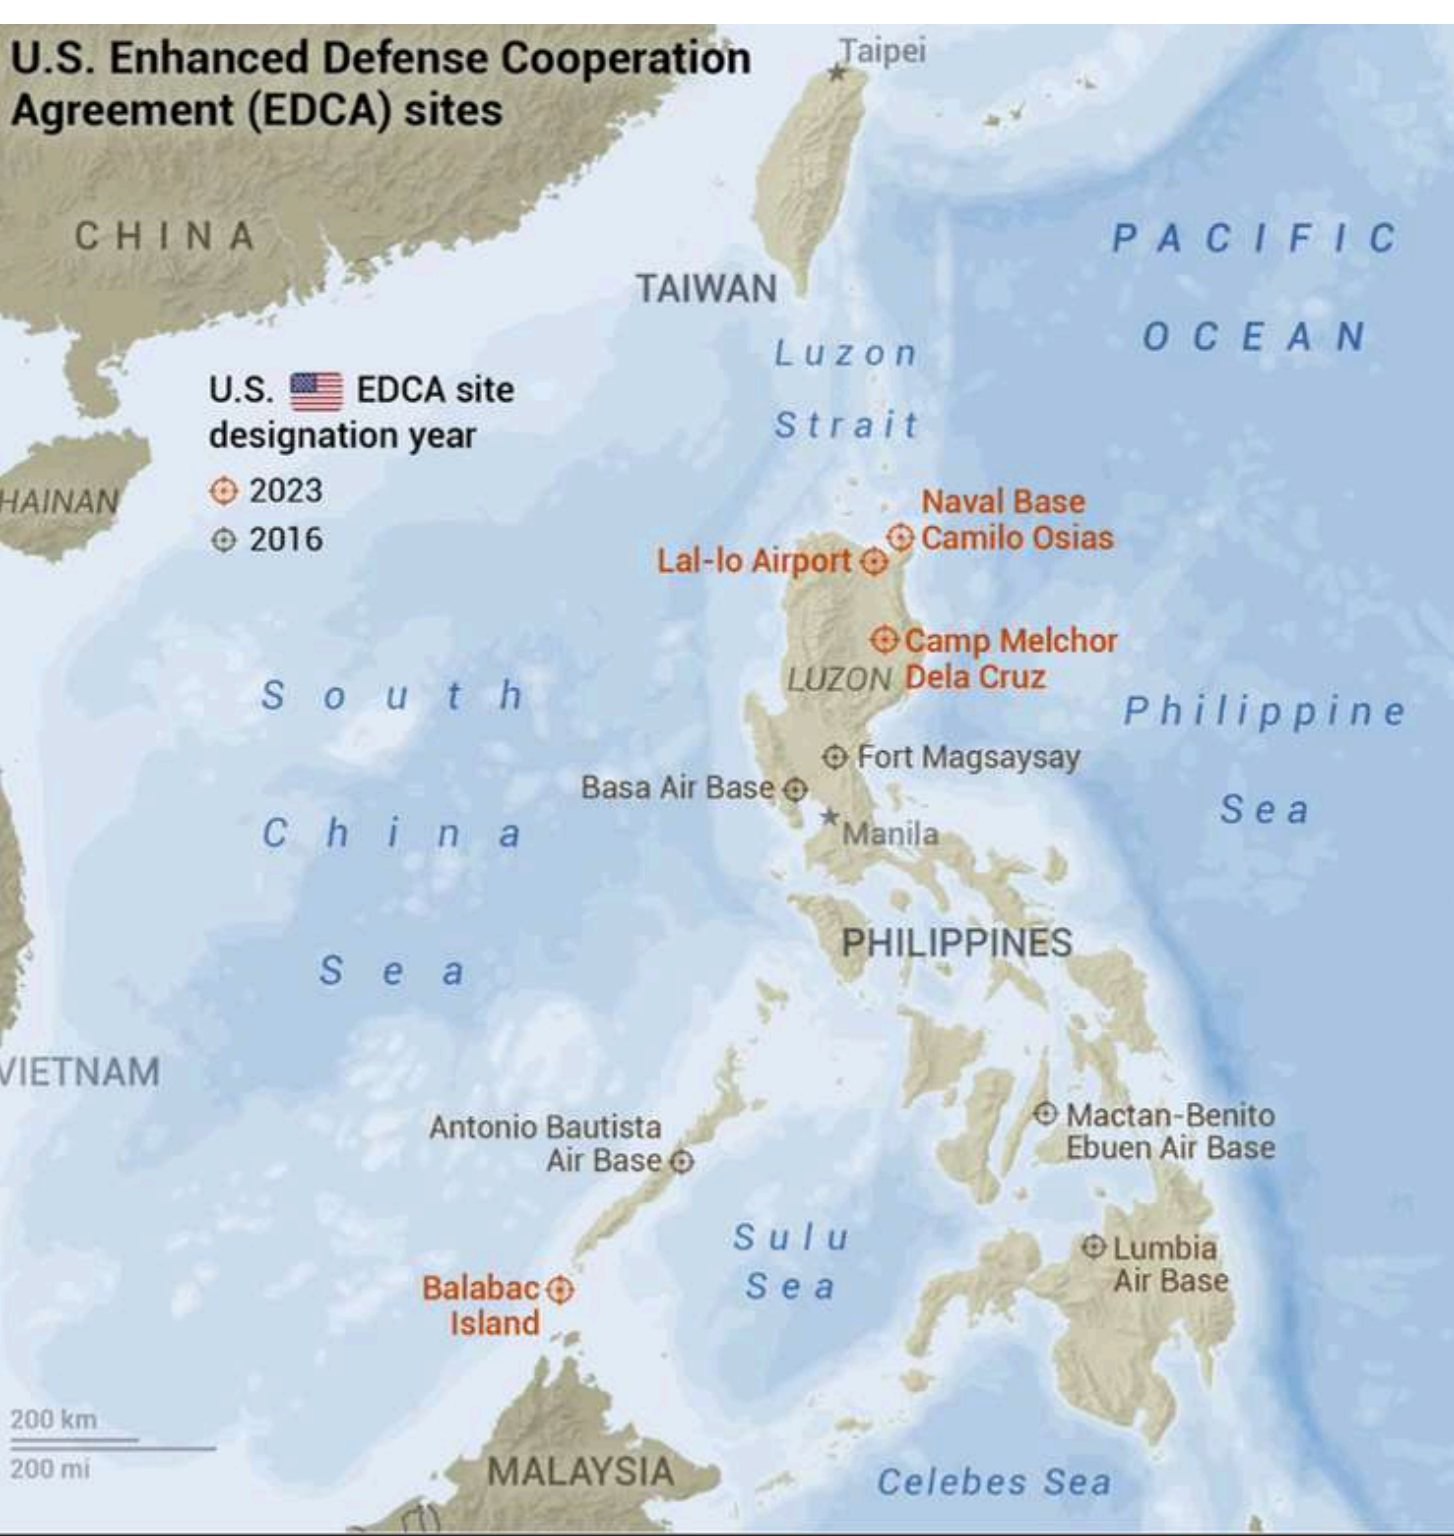 U.S. Enhanced Defense Cooperation
Agreement (EDCA) sites
Taipei
CHINA
PACIFIC
OCEAN
TAIWAN
Luzon
Strait
U.S. EDCA site
designation year
2023
2016
HAINAN
Naval Base
Camilo Osias
Lal-lo Airport
Camp Melchor
Dela Cruz
LUZON
South
China
Sea
Philippine
Sea
Fort Magsaysay
Basa Air Base
Manila
PHILIPPINES
VIETNAM
Antonio Bautista
Air Base
Mactan-Benito
Ebuen Air Base
Sulu
Sea
Lumbia
Air Base
Balabac
Island
200 km
200 mi
MALAYSIA
Celebes Sea